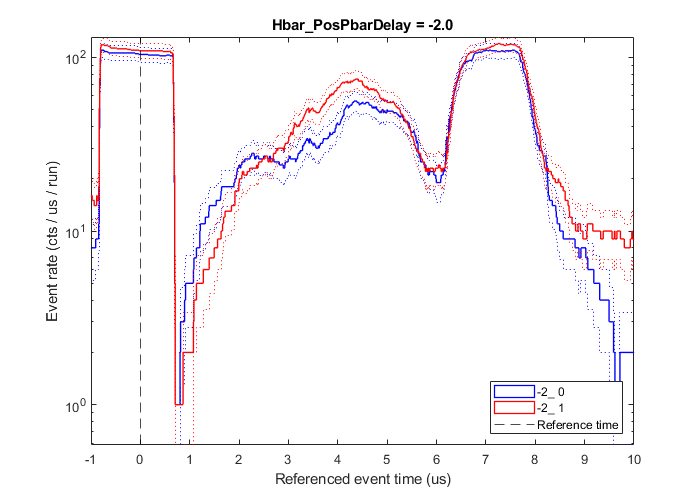 Hbar_PosPbarDelay = -2.0
Event rate (cts / us / run)
10^2
10^1
10^0
-2_ 0
-2_ 1
Reference time
-1 0 1 2 3 4 5 6 7 8 9 10
Referenced event time (us)